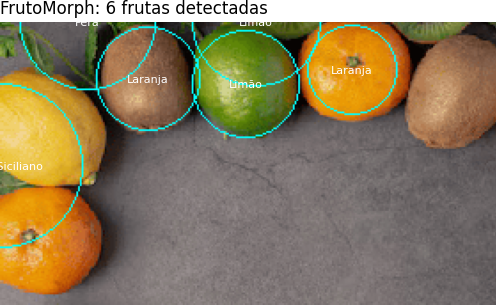 FrutoMorph: 6 frutas detectadas
Pera
Limão
Laranja
Limão
Laranja
Siciliano